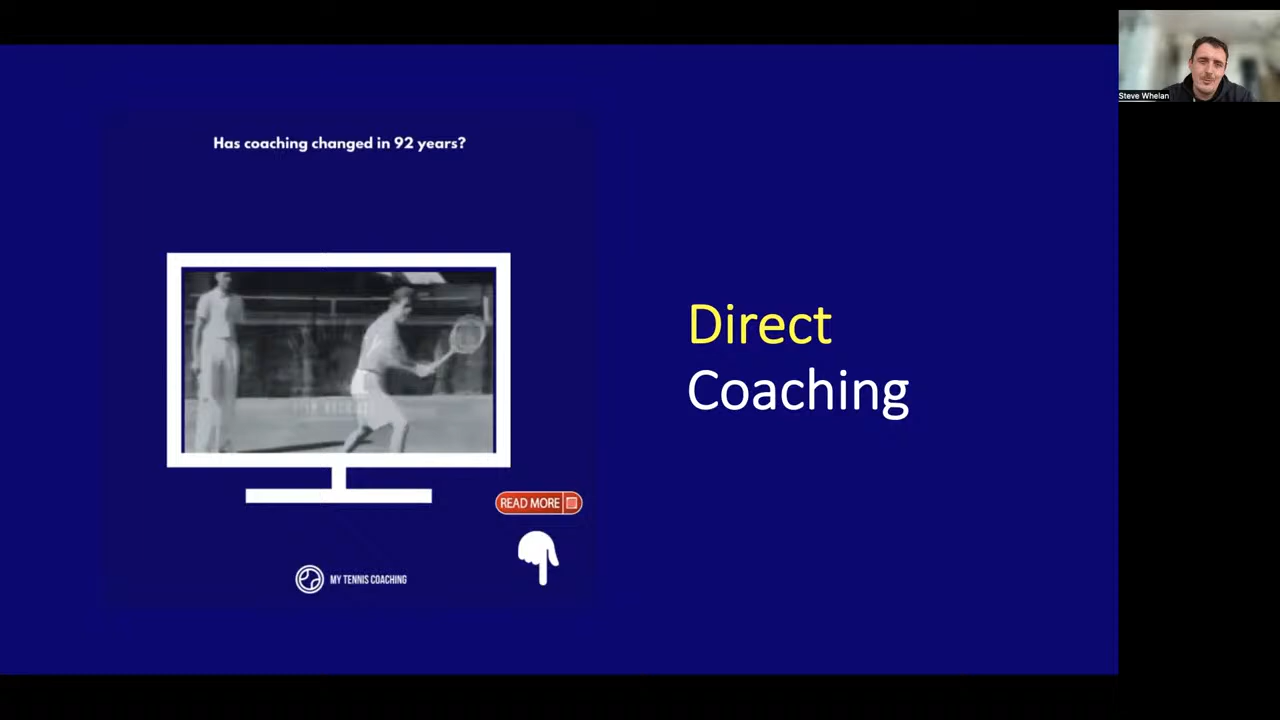 Has coaching changed in 92 years?
Direct
Coaching
READ MORE
MY TENNIS COACHING
Steve Whelan